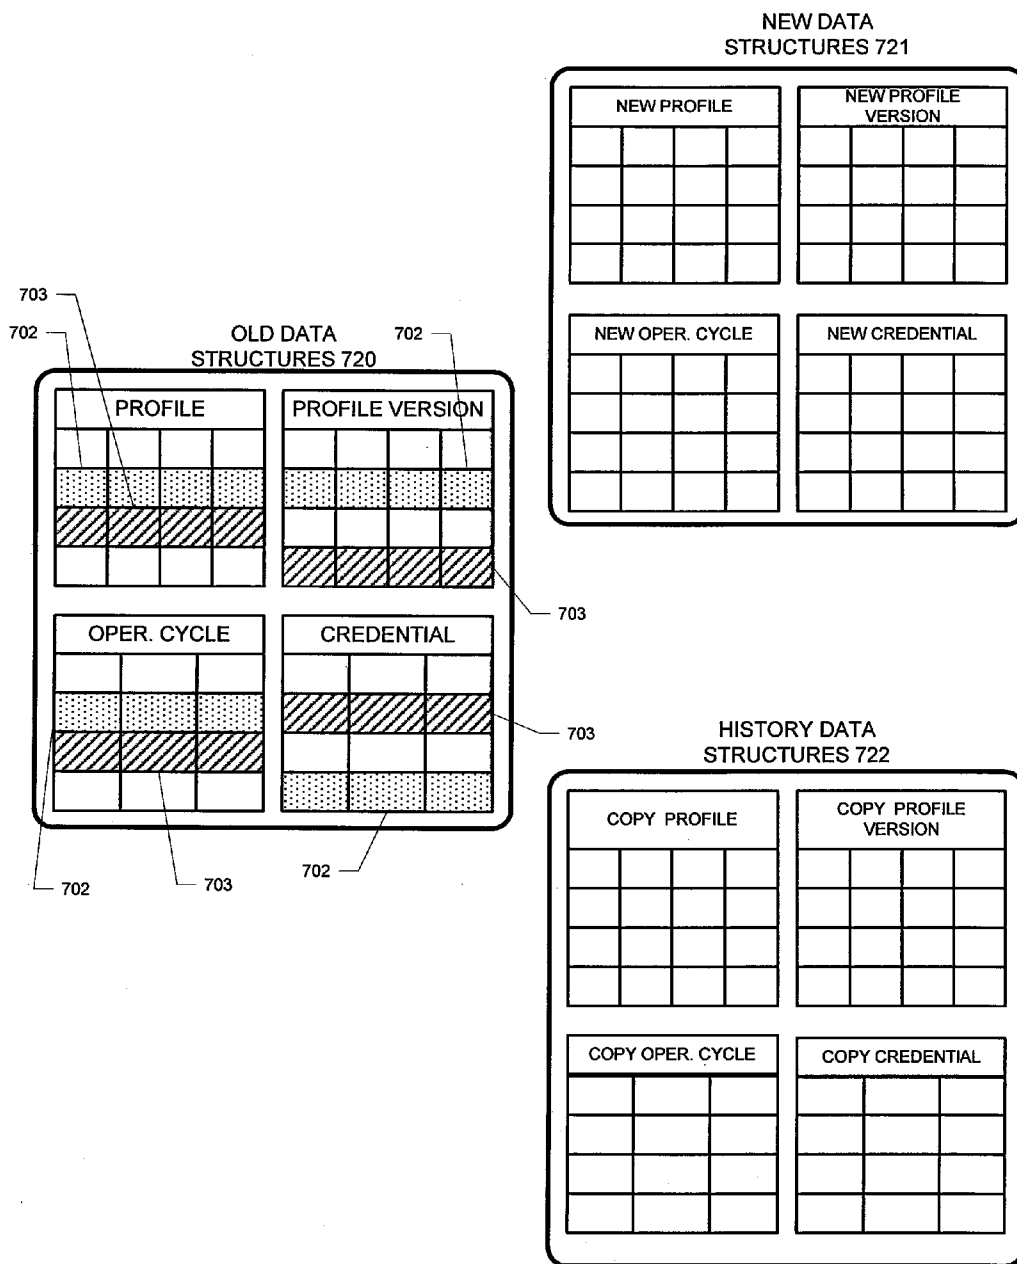 NEW DATA
STRUCTURES 721
NEW PROFILE
NEW PROFILE
VERSION
NEW OPER. CYCLE
NEW CREDENTIAL
703
702
OLD DATA
STRUCTURES 720
702
PROFILE
PROFILE VERSION
703
OPER. CYCLE
CREDENTIAL
703
702
703
702
HISTORY DATA
STRUCTURES 722
COPY PROFILE
COPY PROFILE
VERSION
COPY OPER. CYCLE
COPY CREDENTIAL